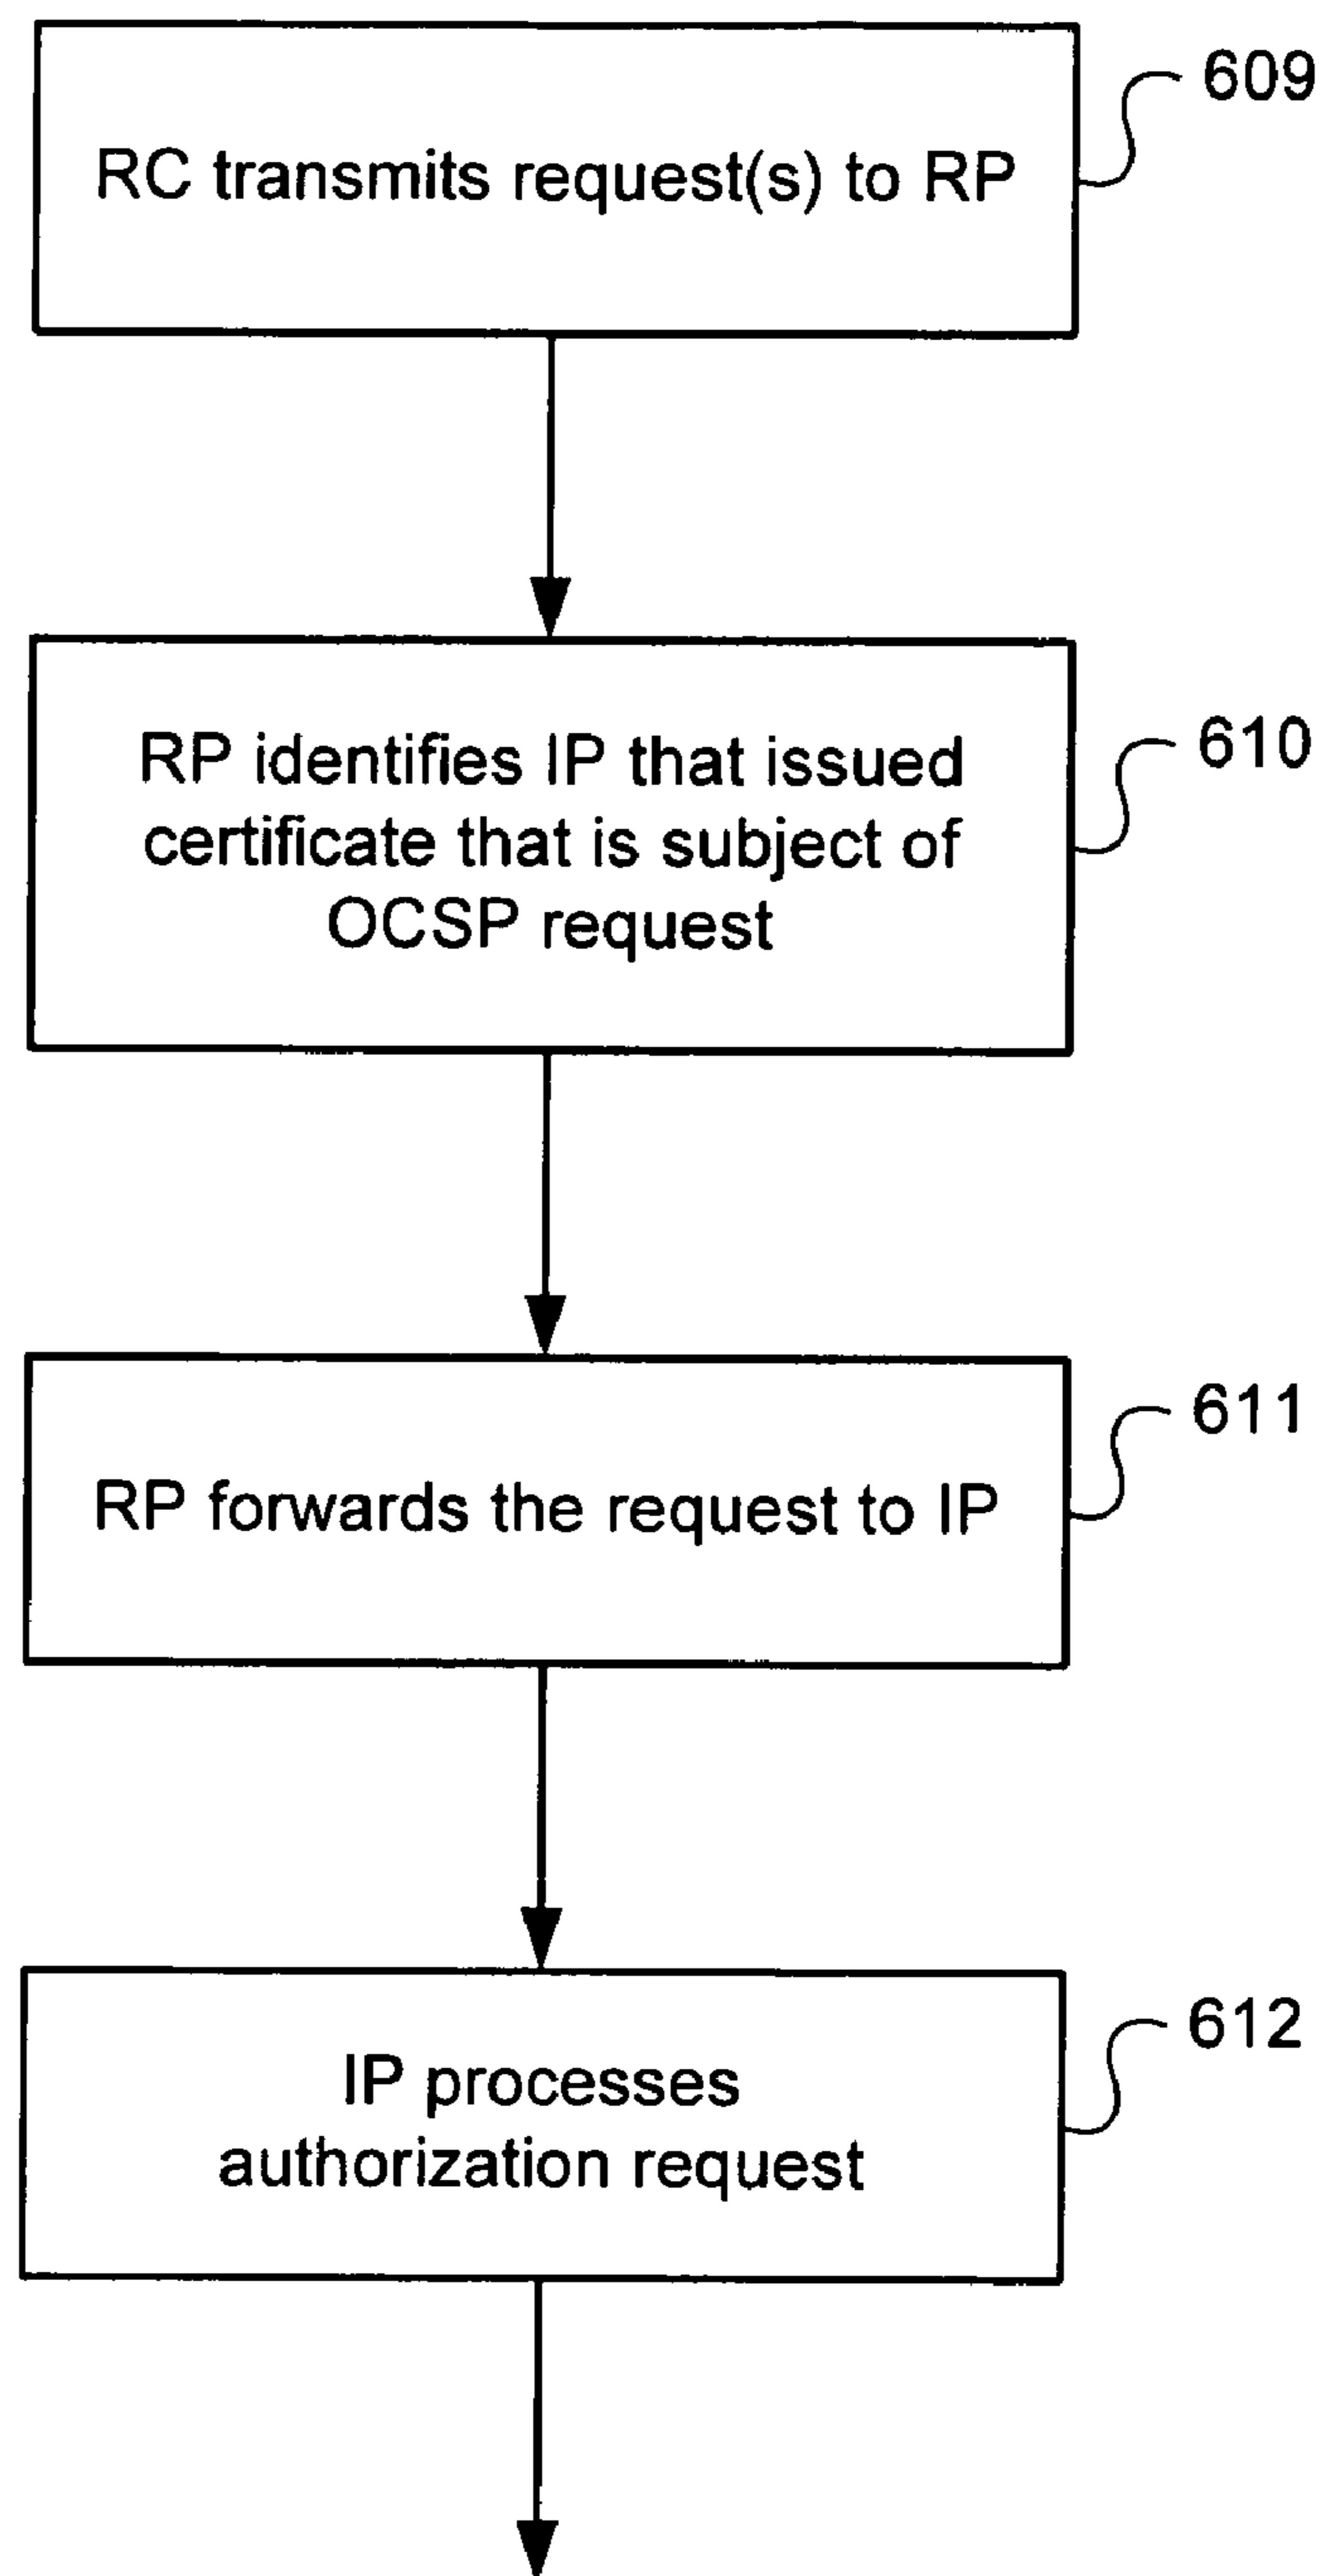 RC transmits request(s) to RP
609
RP identifies IP that issued
certificate that is subject of
OCSP request
610
RP forwards the request to IP
611
IP processes
authorization request
612